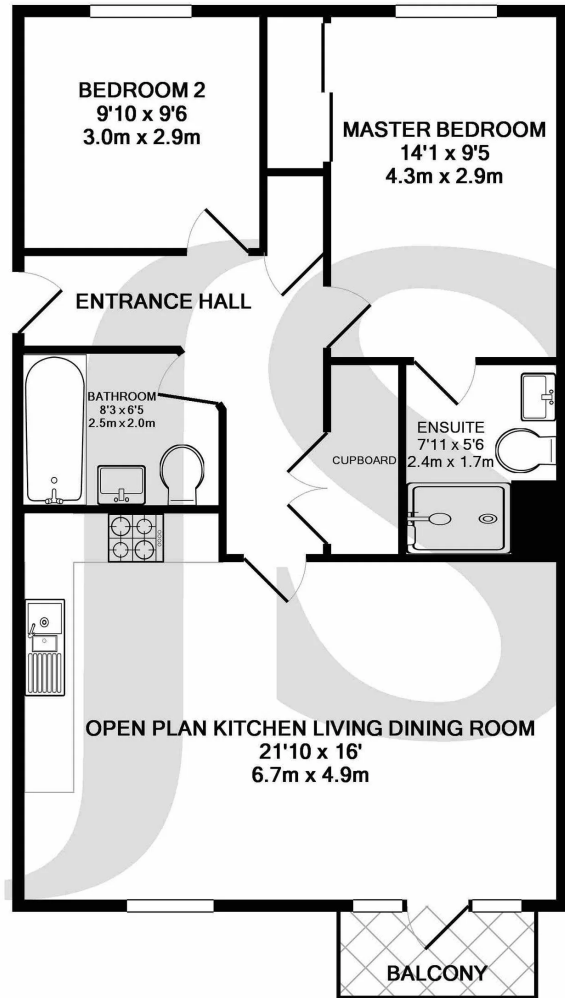 BEDROOM 2
9'10 x 9'6
3.0m x 2.9m
MASTER BEDROOM
14'1 x 9'5
4.3m x 2.9m
ENTRANCE HALL
BATHROOM
8'3 x 6'5
2.5m x 2.0m
CUPBOARD
ENSUITE
7'11 x 5'6
2.4m x 1.7m
OPEN PLAN KITCHEN LIVING DINING ROOM
21'10 x 16'
6.7m x 4.9m
BALCONY
JS